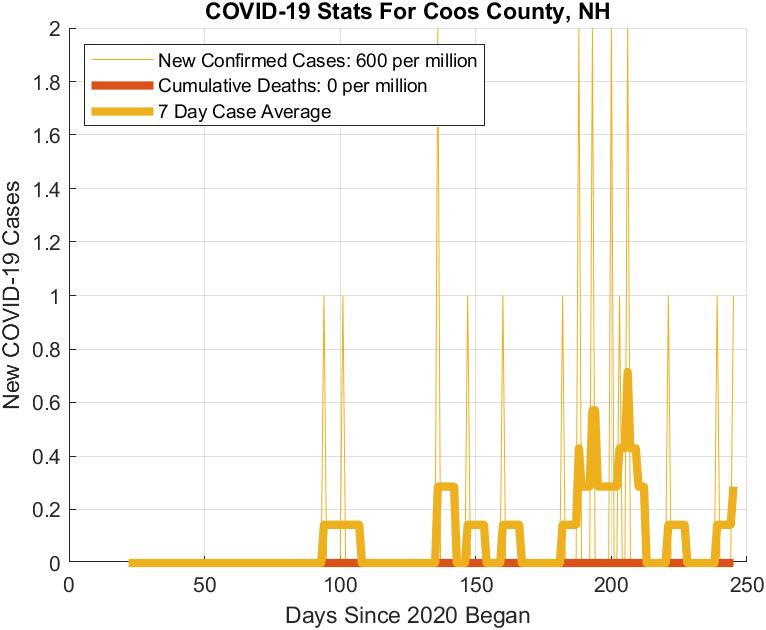 COVID-19 Stats For Coos County, NH
New Confirmed Cases: 600 per million
Cumulative Deaths: 0 per million
7 Day Case Average
New COVID-19 Cases
2
1.8
1.6
1.4
1.2
1
0.8
0.6
0.4
0.2
0
0 50 100 150 200 250
Days Since 2020 Began